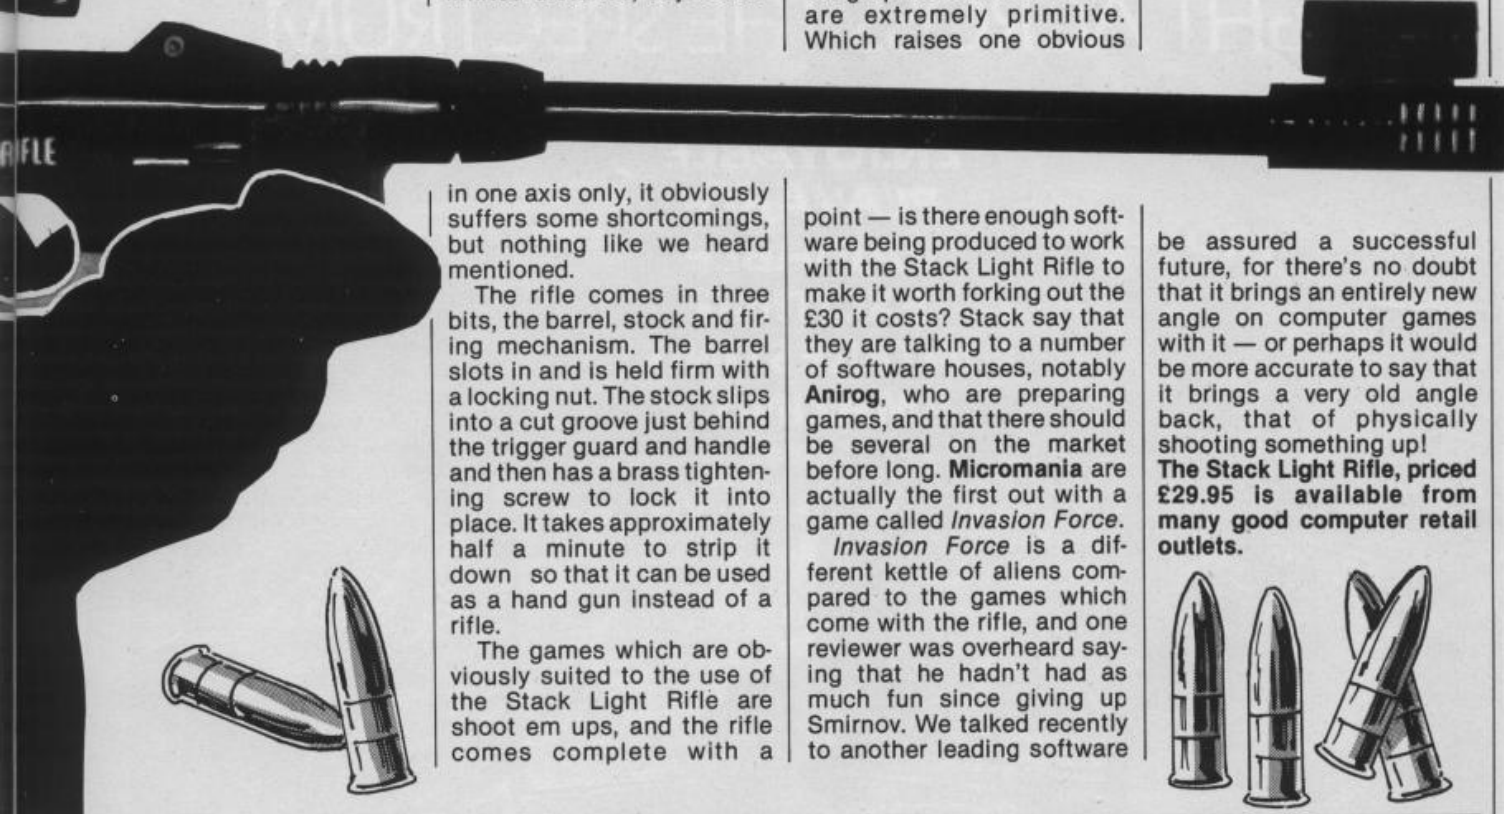 RIFLE
in one axis only, it obviously
suffers some shortcomings,
but nothing like we heard
mentioned.
The rifle comes in three
bits, the barrel, stock and fir-
ing mechanism. The barrel
slots in and is held firm with
a locking nut. The stock slips
into a cut groove just behind
the trigger guard and handle
and then has a brass tighten-
ing screw to lock it into
place. It takes approximately
half a minute to strip it
down so that it can be used
as a hand gun instead of a
rifle.
The games which are ob-
viously suited to the use of
the Stack Light Rifle are
shoot em ups, and the rifle
comes complete with a
are extremely primitive.
Which raises one obvious
point — is there enough soft-
ware being produced to work
with the Stack Light Rifle to
make it worth forking out the
£30 it costs? Stack say that
they are talking to a number
of software houses, notably
Anirog, who are preparing
games, and that there should
be several on the market
before long. Micromania are
actually the first out with a
game called Invasion Force.
Invasion Force is a dif-
ferent kettle of aliens com-
pared to the games which
come with the rifle, and one
reviewer was overheard say-
ing that he hadn't had as
much fun since giving up
Smirnov. We talked recently
to another leading software
be assured a successful
future, for there's no doubt
that it brings an entirely new
angle on computer games
with it — or perhaps it would
be more accurate to say that
it brings a very old angle
back, that of physically
shooting something up!
The Stack Light Rifle, priced
£29.95 is available from
many good computer retail
outlets.